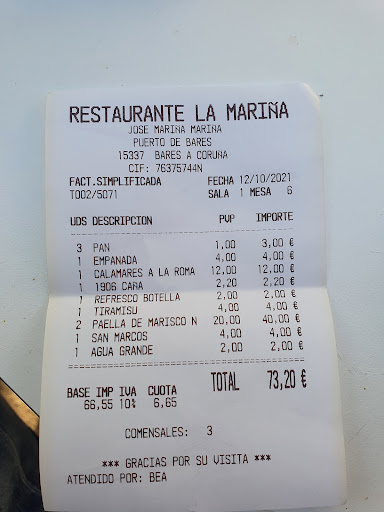 RESTAURANTE LA MARIÑA
JOSE MARIÑA MARIÑA
PUERTO DE BARES
15337 BARES A CORUÑA
CIF: 76375744N
FACT.SIMPLIFICADA FECHA 12/10/2021
T002/5071 SALA 1 MESA 6
UDS DESCRIPCION PVP IMPORTE
3 PAN 1,00 3,00 €
1 EMPANADA 4,00 4,00 €
1 CALAMARES A LA ROMA 12,00 12,00 €
1 1906 CAÑA 2,20 2,20 €
1 REFRESCO BOTELLA 2,00 2,00 €
1 TIRAMISU 4,00 4,00 €
2 PAELLA DE MARISCO N 20,00 40,00 €
1 SAN MARCOS 4,00 4,00 €
1 AGUA GRANDE 2,00 2,00 €
BASE IMP IVA CUOTA TOTAL 73,20 €
66,55 10% 6,65
COMENSALES: 3
*** GRACIAS POR SU VISITA ***
ATENDIDO POR: BEA